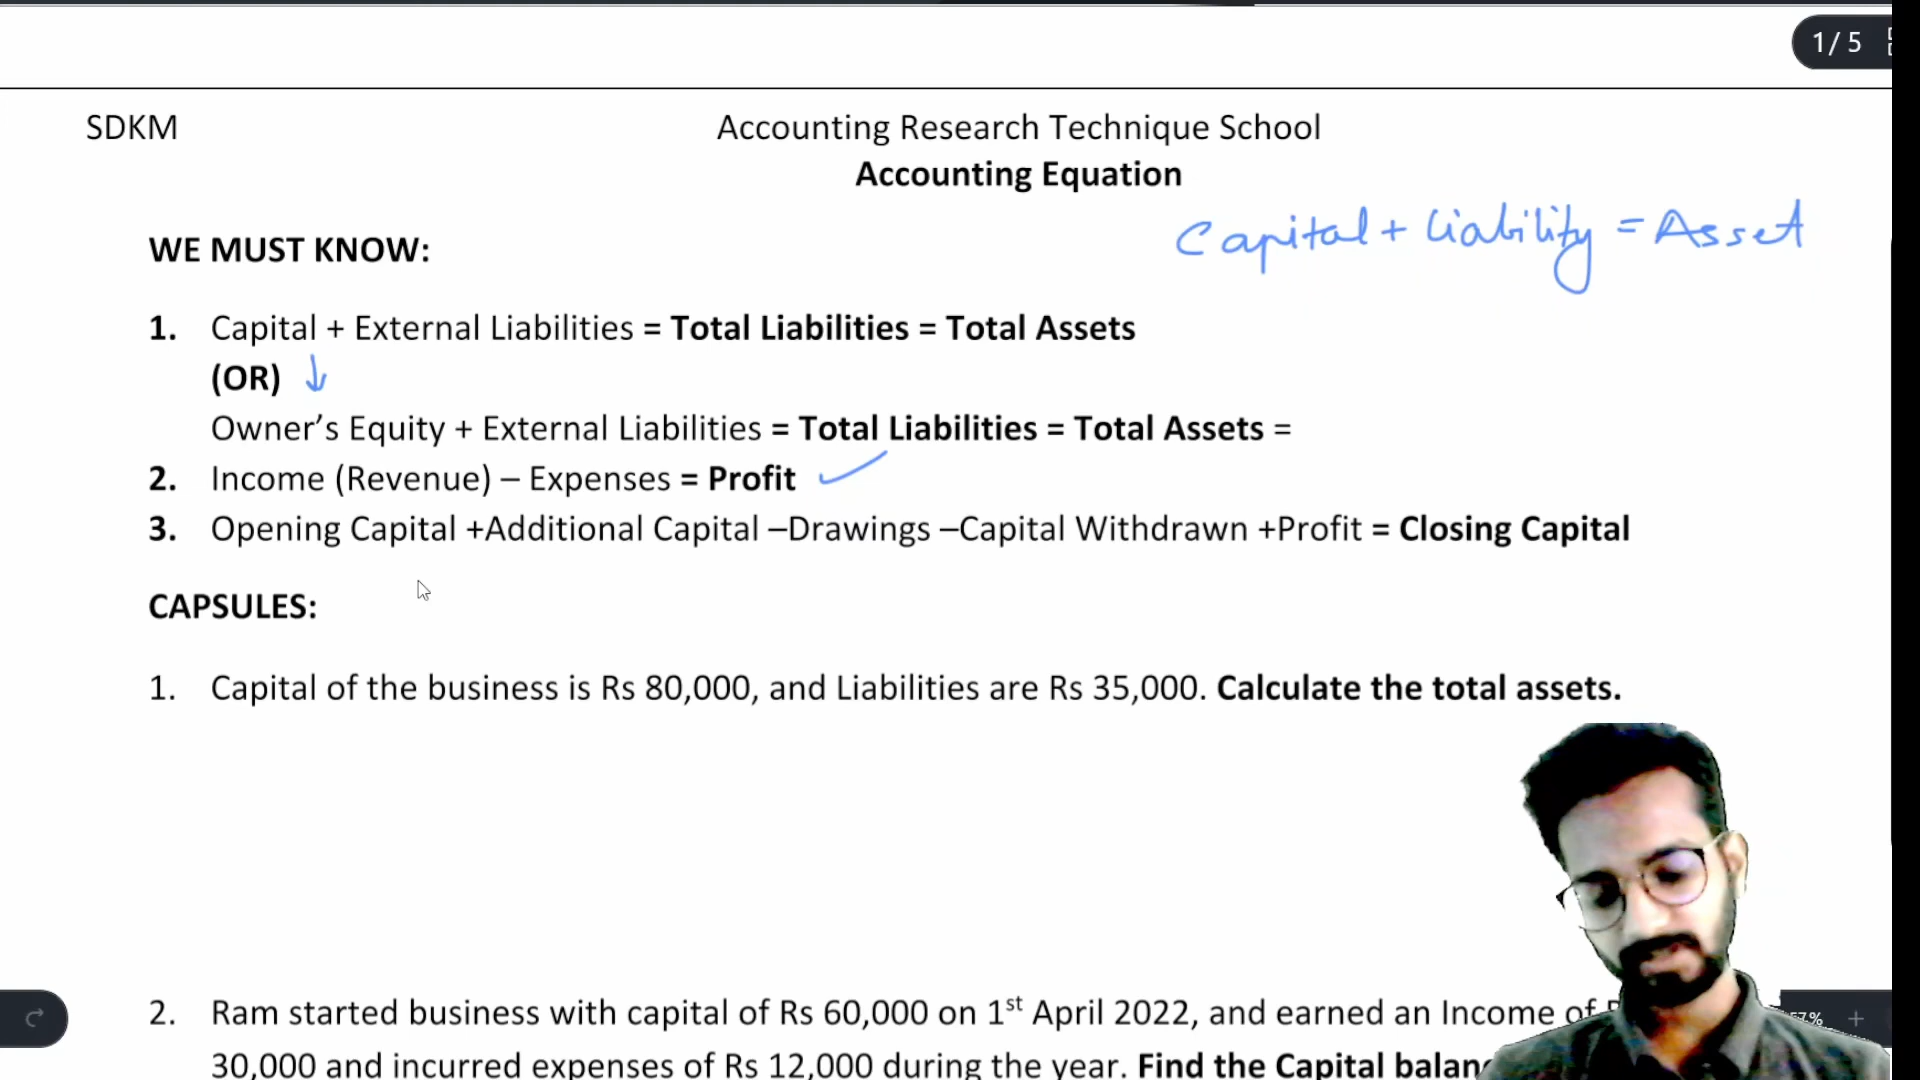 1/5
SDKM Accounting Research Technique School
Accounting Equation
Capital + Liability = Asset
WE MUST KNOW:
1. Capital + External Liabilities = Total Liabilities = Total Assets
(OR) ↓
Owner’s Equity + External Liabilities = Total Liabilities = Total Assets =
2. Income (Revenue) – Expenses = Profit
3. Opening Capital +Additional Capital –Drawings –Capital Withdrawn +Profit = Closing Capital
CAPSULES:
1. Capital of the business is Rs 80,000, and Liabilities are Rs 35,000. Calculate the total assets.
2. Ram started business with capital of Rs 60,000 on 1st April 2022, and earned an Income of
30,000 and incurred expenses of Rs 12,000 during the year. Find the Capital